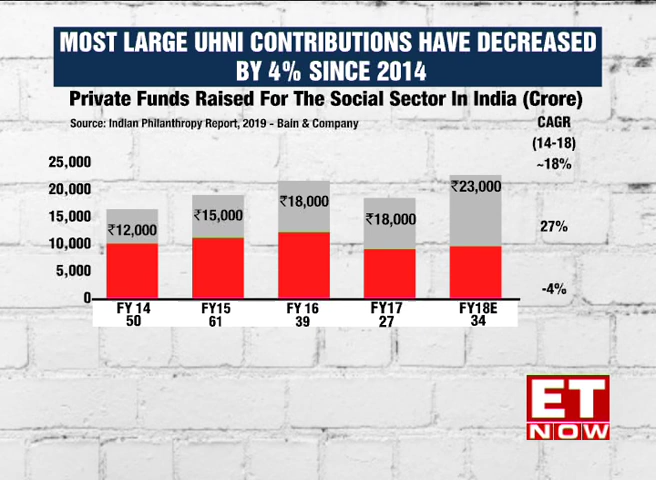 MOST LARGE UHNI CONTRIBUTIONS HAVE DECREASED
BY 4% SINCE 2014
Private Funds Raised For The Social Sector In India (Crore)
Source: Indian Philanthropy Report, 2019 - Bain & Company
CAGR
(14-18)
~18%
27%
-4%
25,000
20,000
15,000
10,000
5,000
0
₹12,000
₹15,000
₹18,000
₹18,000
₹23,000
FY 14 FY15 FY 16 FY17 FY18E
50 61 39 27 34
ET
NOW